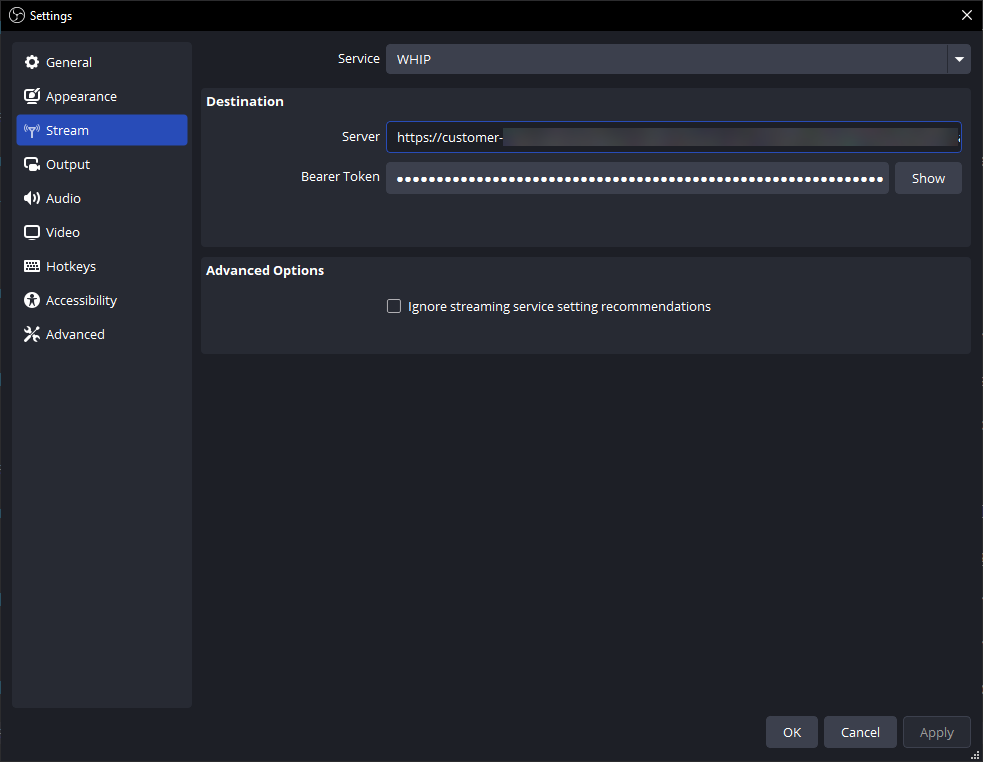 Settings
General
Appearance
Stream
Output
Audio
Video
Hotkeys
Accessibility
Advanced
Service WHIP
Destination
Server https://customer-
Bearer Token ●●●●●●●●●●●●●●●●●●●●●●●●●●●●●●●●●●●●●●●●●●●●●●●●●●●●●●●●●●●●● Show
Advanced Options
Ignore streaming service setting recommendations
OK Cancel Apply